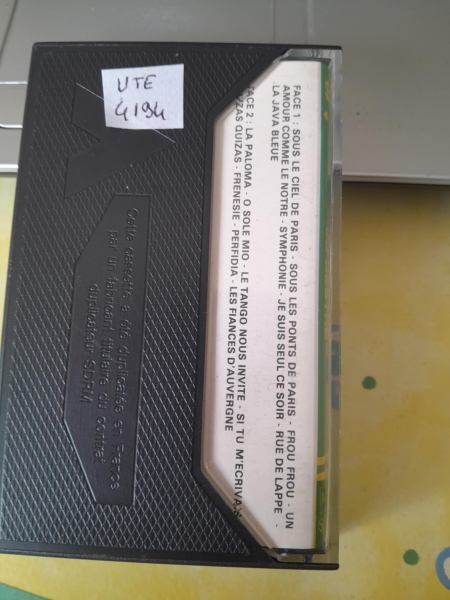 UTE
4194
FACE 1 : SOUS LE CIEL DE PARIS - SOUS LES PONTS DE PARIS - FROU FROU - UN
AMOUR COMME LE NOTRE - SYMPHONIE - JE SUIS SEUL CE SOIR - RUE DE LAPPE -
LA JAVA BLEUE
FACE 2 : LA PALOMA - O SOLE MIO - LE TANGO NOUS INVITE - SI TU M'ECRIVAIS
QUIZAS QUIZAS - FRENESIE - PERFIDIA - LES FIANCES D'AUVERGNE
Cette cassette a été dupliquée en France
par un fabricant titulaire du contrat
duplicateur SDRM